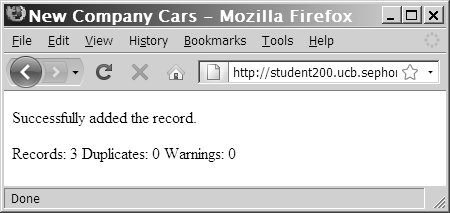 New Company Cars - Mozilla Firefox
File Edit View History Bookmarks Tools Help
http://student200.ucb.sephor
Successfully added the record.
Records: 3 Duplicates: 0 Warnings: 0
Done